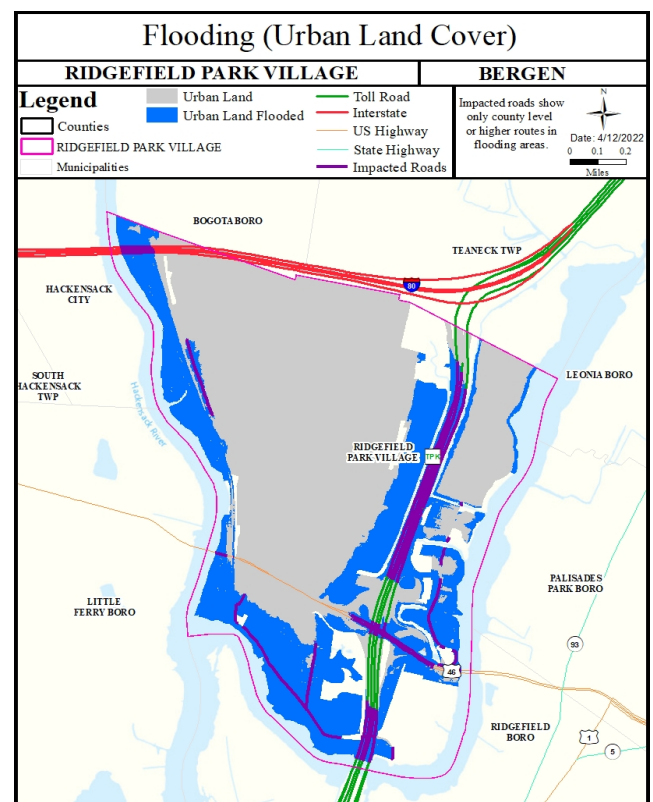 Flooding (Urban Land Cover)
RIDGEFIELD PARK VILLAGE
BERGEN
Legend
Counties
RIDGEFIELD PARK VILLAGE
Municipalities
Urban Land
Urban Land Flooded
Toll Road
Interstate
US Highway
State Highway
Impacted Roads
Impacted roads show
only county level
or higher routes in
flooding areas.
N
Date: 4/12/2022
0 0.1 0.2
Miles
BOGOTA BORO
TEANECK TWP
80
HACKENSACK
CITY
LEONIA BORO
SOUTH
HACKENSACK
TWP
Hackensack River
RIDGEFIELD
PARK VILLAGE
TPK
PALISADES
PARK BORO
LITTLE
FERRY BORO
93
46
RIDGEFIELD
BORO
1
5